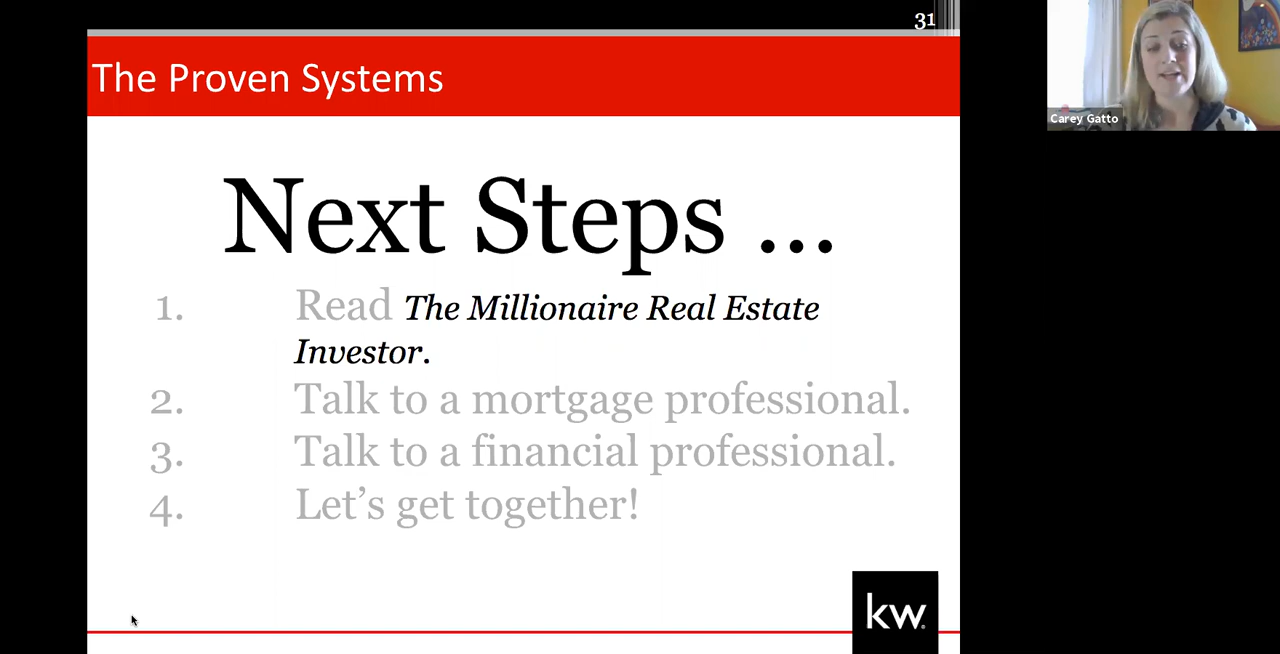 31
The Proven Systems
Carey Gatto
Next Steps ...
1. Read The Millionaire Real Estate
Investor.
2. Talk to a mortgage professional.
3. Talk to a financial professional.
4. Let’s get together!
kw.